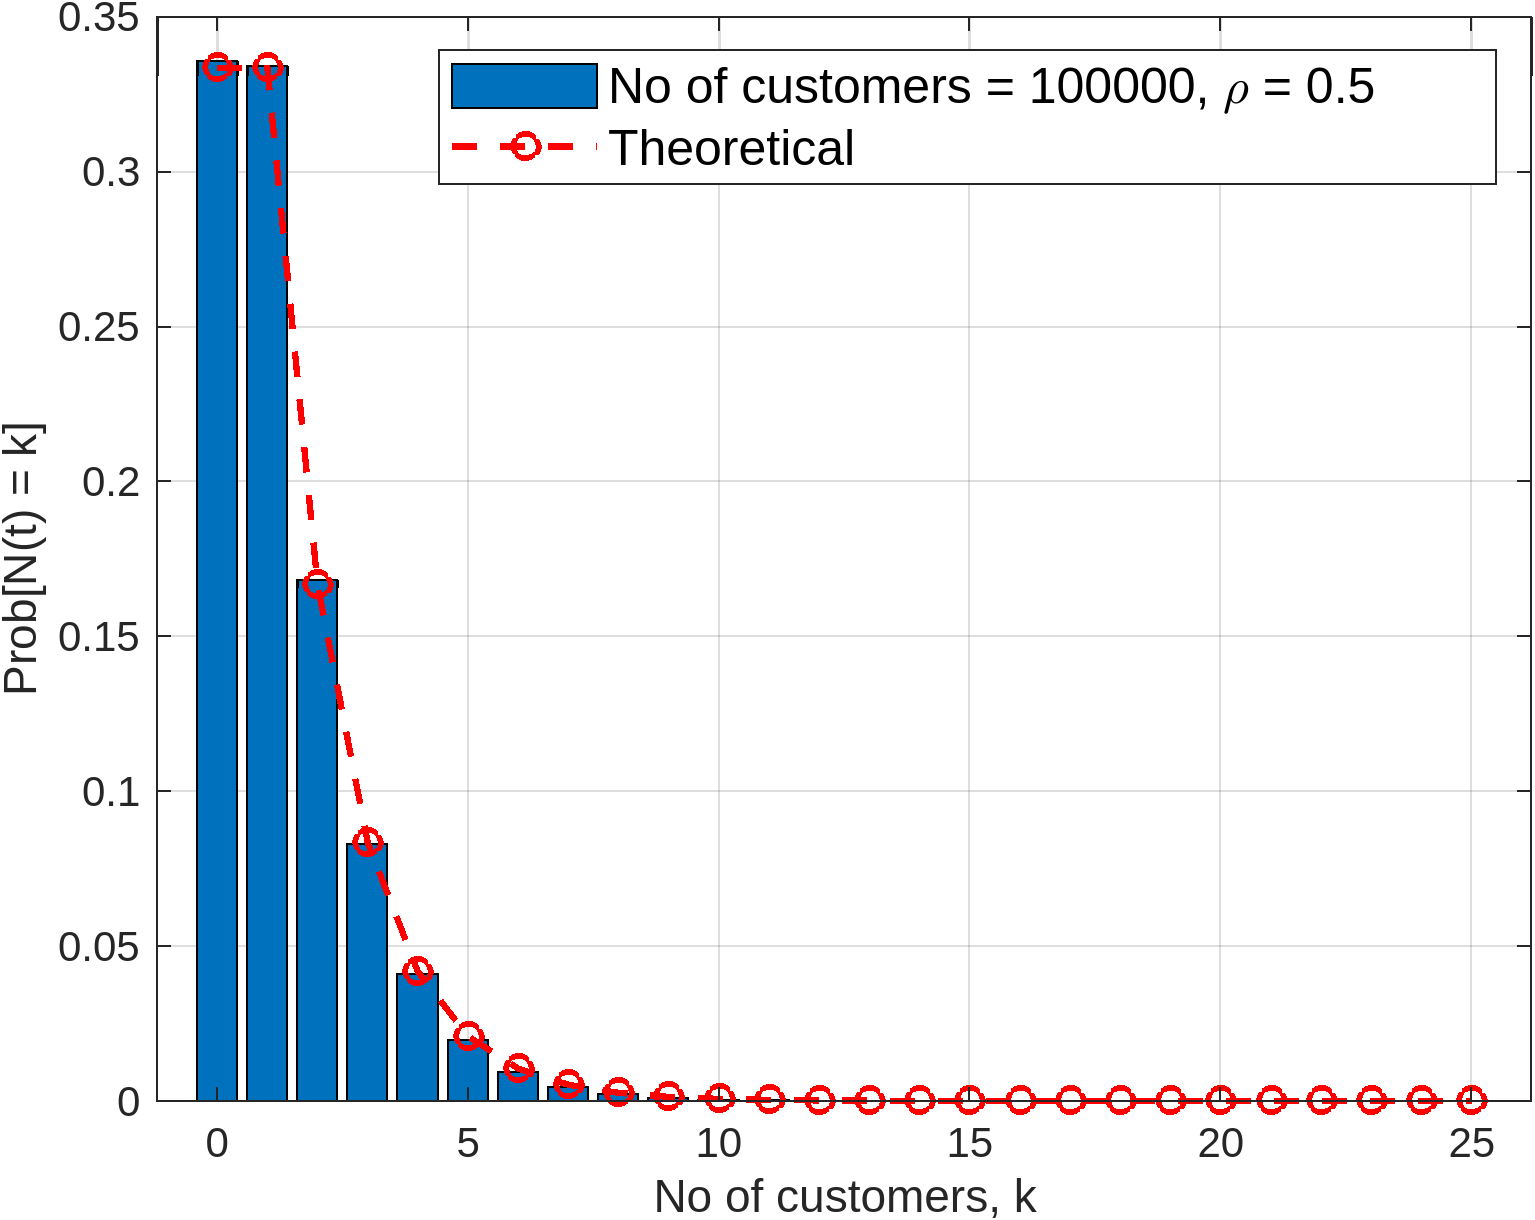 0.35
0.3
0.25
0.2
0.15
0.1
0.05
0
Prob[N(t) = k]
No of customers = 100000, ρ = 0.5
Theoretical
0 5 10 15 20 25
No of customers, k